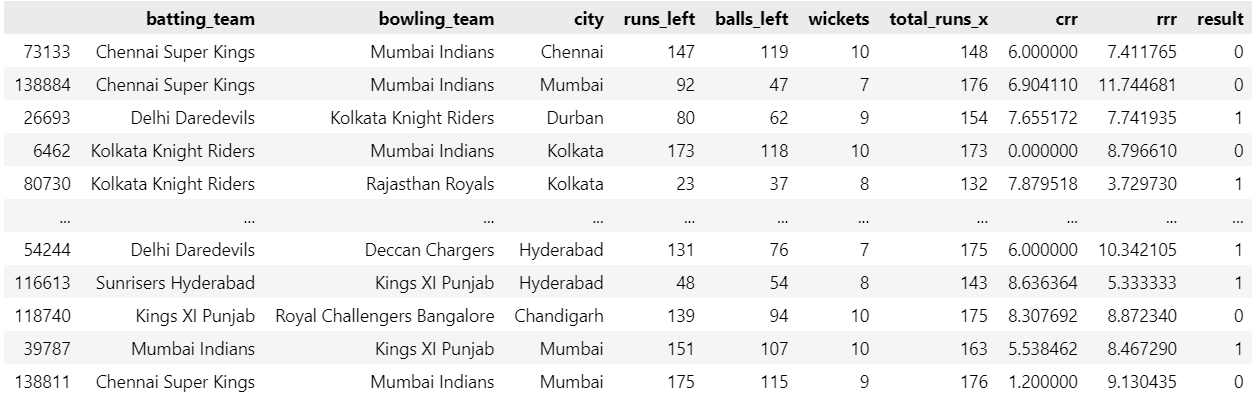 batting_team bowling_team city runs_left balls_left wickets total_runs_x crr rrr result
73133 Chennai Super Kings Mumbai Indians Chennai 147 119 10 148 6.000000 7.411765 0
138884 Chennai Super Kings Mumbai Indians Mumbai 92 47 7 176 6.904110 11.744681 0
26693 Delhi Daredevils Kolkata Knight Riders Durban 80 62 9 154 7.655172 7.741935 1
6462 Kolkata Knight Riders Mumbai Indians Kolkata 173 118 10 173 0.000000 8.796610 0
80730 Kolkata Knight Riders Rajasthan Royals Kolkata 23 37 8 132 7.879518 3.729730 1
... ... ... ... ... ... ... ... ... ... ...
54244 Delhi Daredevils Deccan Chargers Hyderabad 131 76 7 175 6.000000 10.342105 1
116613 Sunrisers Hyderabad Kings XI Punjab Hyderabad 48 54 8 143 8.636364 5.333333 1
118740 Kings XI Punjab Royal Challengers Bangalore Chandigarh 139 94 10 175 8.307692 8.872340 0
39787 Mumbai Indians Kings XI Punjab Mumbai 151 107 10 163 5.538462 8.467290 1
138811 Chennai Super Kings Mumbai Indians Mumbai 175 115 9 176 1.200000 9.130435 0